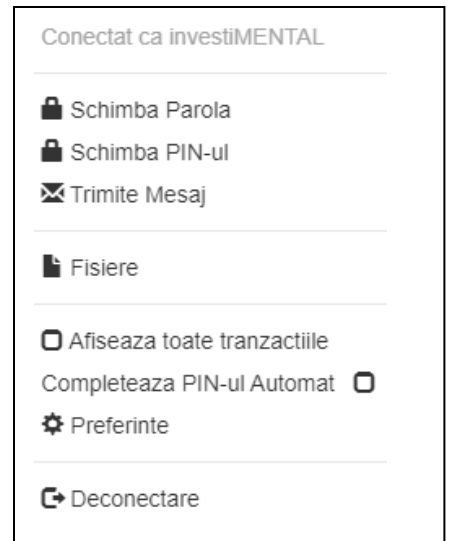 Conectat ca investiMENTAL
Schimba Parola
Schimba PIN-ul
Trimite Mesaj
Fisiere
Afiseaza toate tranzactiile
Completeaza PIN-ul Automat
Preferinte
Deconectare